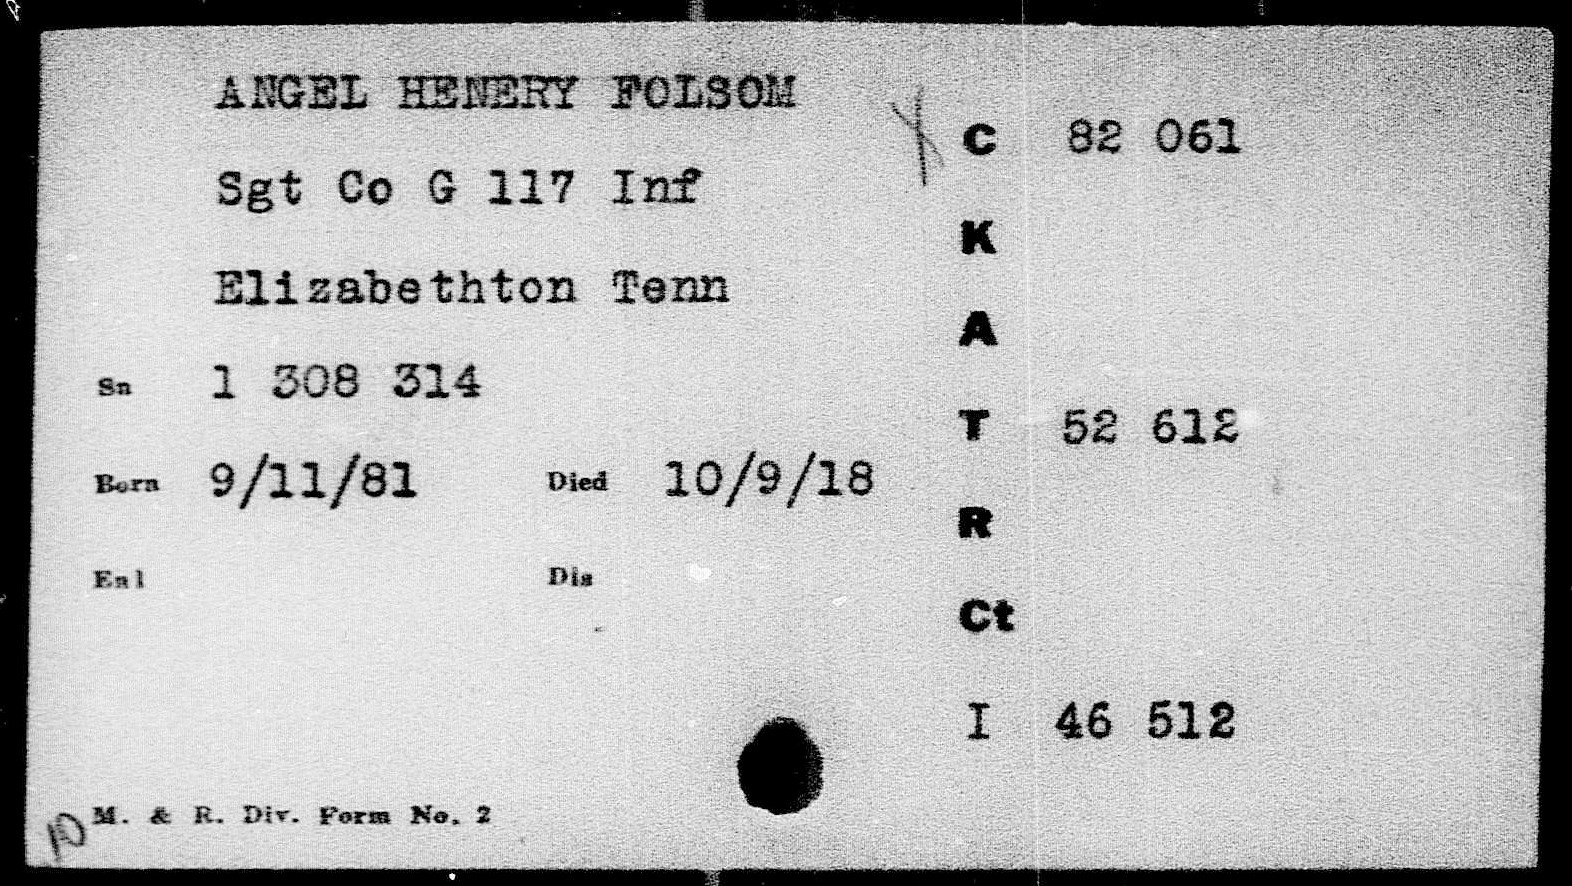 ANGEL HENERY FOLSOM
Sgt Co G 117 Inf
Elizabethton Tenn
Sn 1 308 314
Born 9/11/81 Died 10/9/18
Enl Dis
M. & R. Div. Form No. 2
10
X C 82 061
K
A
T 52 612
R
Ct
I 46 512